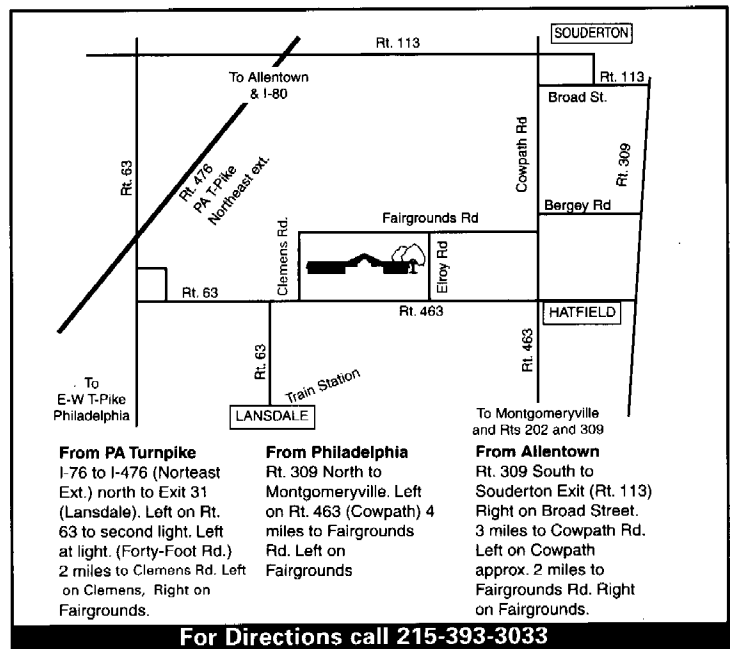 SOUDERTON
Rt. 113
To Allentown
& I-80
Rt. 113
Broad St.
Rt. 63
Rt. 476
PA T-Pike
Northeast ext.
Cowpath Rd
Rt. 309
Bergey Rd
Fairgrounds Rd
Clemens Rd.
Elroy Rd
Rt. 63
Rt. 463
HATFIELD
Rt. 63
Train Station
Rt. 463
To
E-W T-Pike
Philadelphia
LANSDALE
To Montgomeryville
and Rts 202 and 309
From PA Turnpike
I-76 to I-476 (Norteast
Ext.) north to Exit 31
(Lansdale). Left on Rt.
63 to second light. Left
at light. (Forty-Foot Rd.)
2 miles to Clemens Rd. Left
on Clemens, Right on
Fairgrounds.
From Philadelphia
Rt. 309 North to
Montgomeryville. Left
on Rt. 463 (Cowpath) 4
miles to Fairgrounds
Rd. Left on
Fairgrounds
From Allentown
Rt. 309 South to
Souderton Exit (Rt. 113)
Right on Broad Street.
3 miles to Cowpath Rd.
Left on Cowpath
approx. 2 miles to
Fairgrounds Rd. Right
on Fairgrounds.
For Directions call 215-393-3033